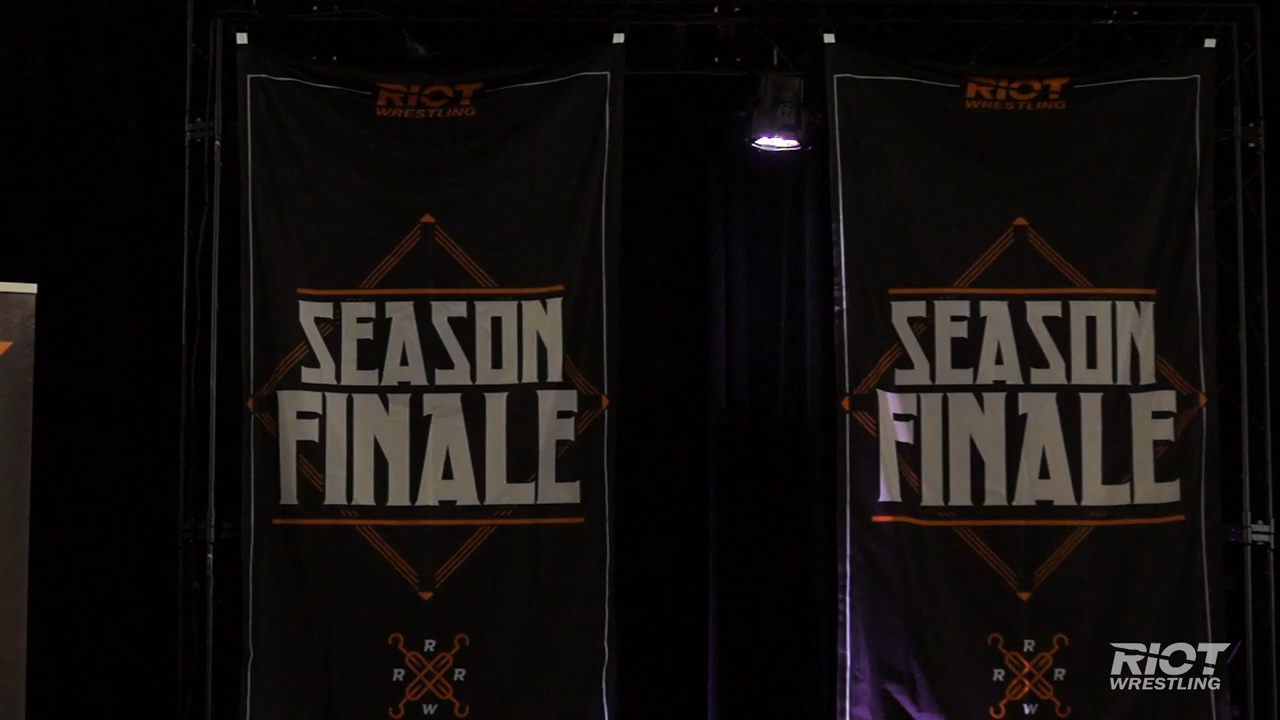 RIOT
WRESTLING
SEASON
FINALE
R
R R
W
RIOT
WRESTLING
SEASON
FINALE
R
R R
W
RIOT
WRESTLING